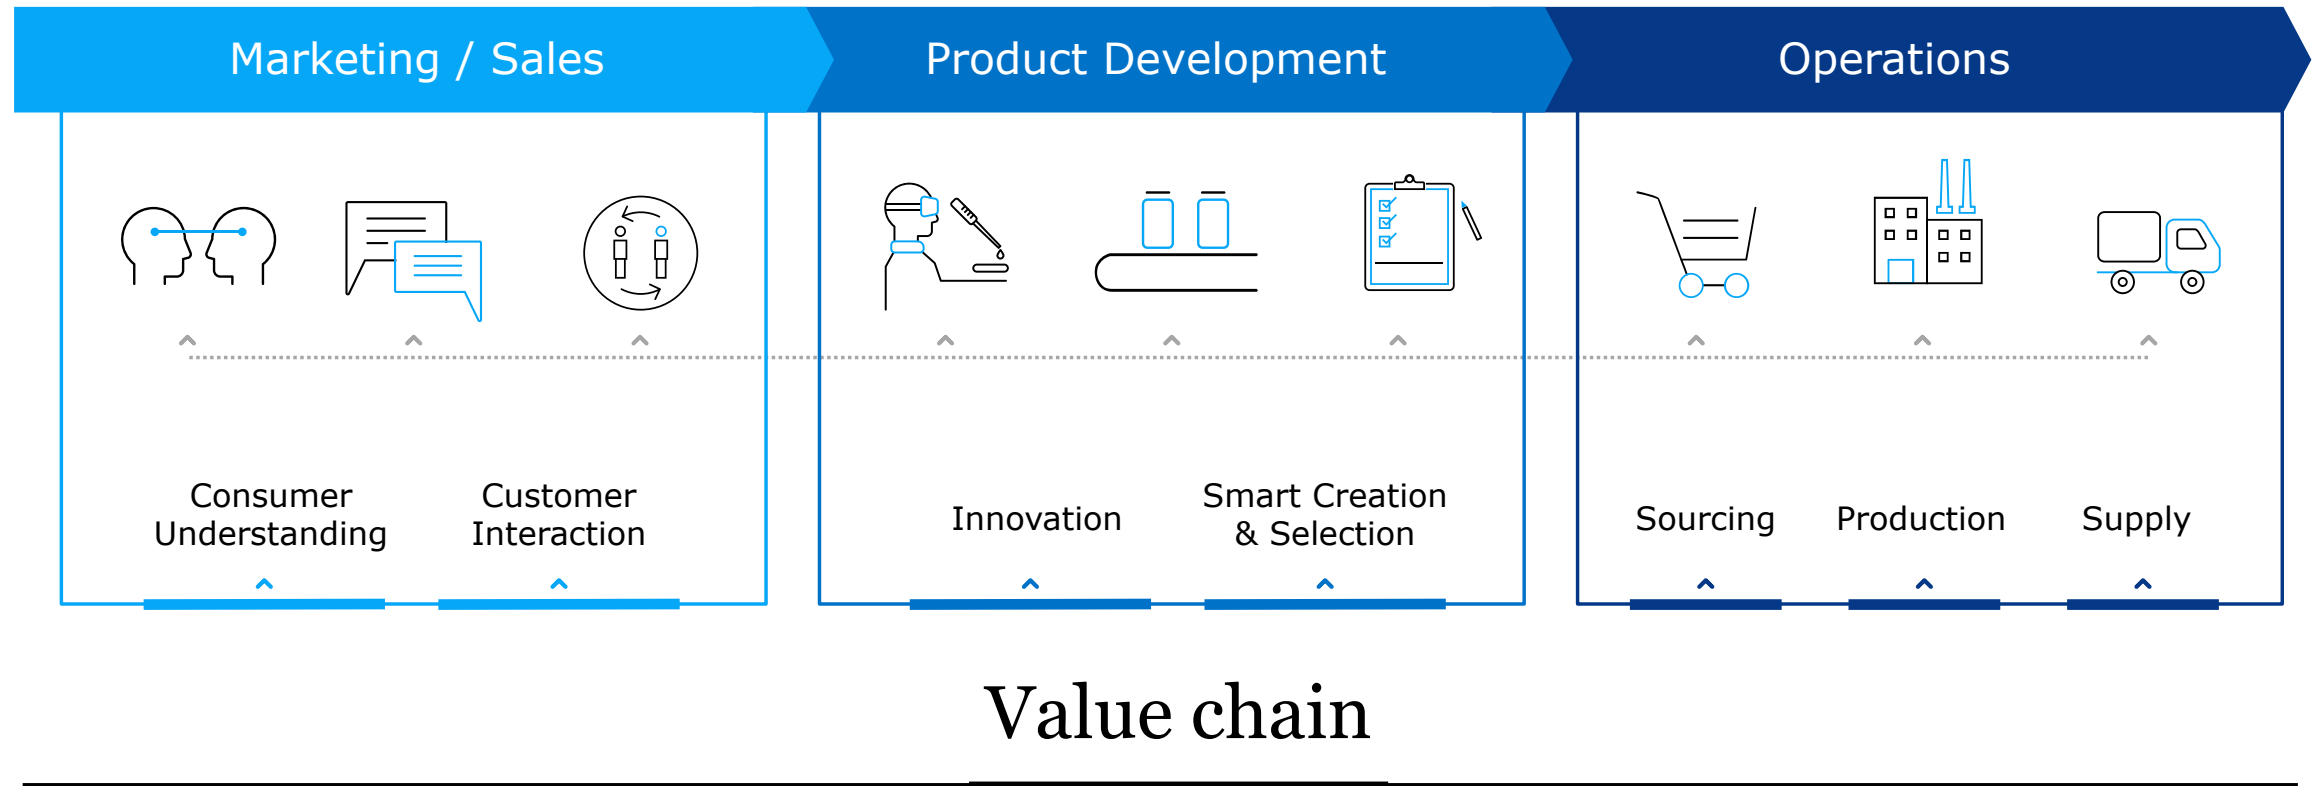 Marketing / Sales
Product Development
Operations
Consumer
Understanding
Customer
Interaction
Innovation
Smart Creation
& Selection
Sourcing
Production
Supply
Value chain